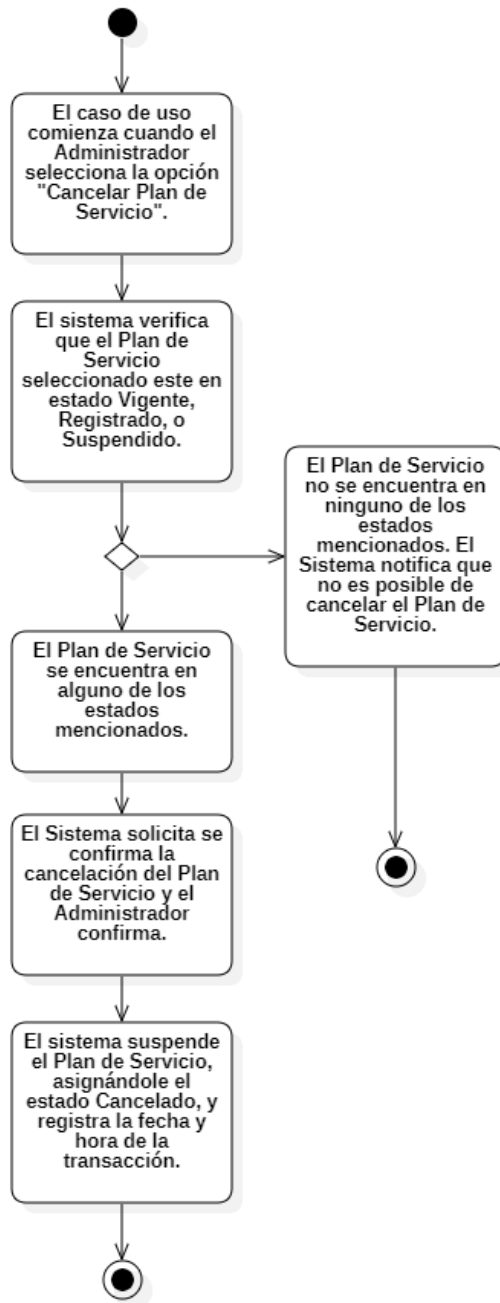 El caso de uso
comienza cuando el
Administrador
selecciona la opción
"Cancelar Plan de
Servicio".
El sistema verifica
que el Plan de
Servicio
seleccionado este en
estado Vigente,
Registrado, o
Suspendido.
El Plan de Servicio
no se encuentra en
ninguno de los
estados
mencionados. El
Sistema notifica que
no es posible de
cancelar el Plan de
Servicio.
El Plan de Servicio
se encuentra en
alguno de los
estados
mencionados.
El Sistema solicita se
confirma la
cancelación del Plan
de Servicio y el
Administrador
confirma.
El sistema suspende
el Plan de Servicio,
asignándole el
estado Cancelado, y
registra la fecha y
hora de la
transacción.